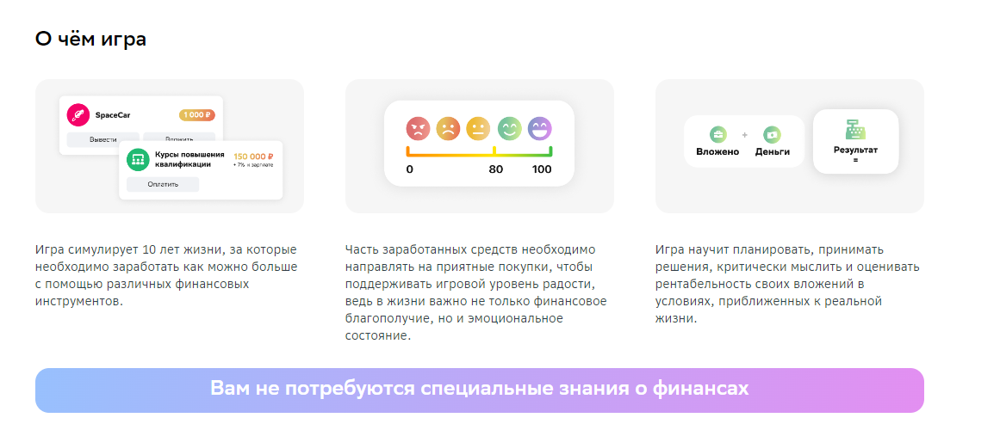 О чём игра
SpaceCar
1 000 ₽
Вывести
Вложить
Курсы повышения
квалификации
150 000 ₽
+ 7% к зарплате
Оплатить
0 80 100
Вложено + Деньги
Результат
=
Игра симулирует 10 лет жизни, за которые
необходимо заработать как можно больше
с помощью различных финансовых
инструментов.
Часть заработанных средств необходимо
направлять на приятные покупки, чтобы
поддерживать игровой уровень радости,
ведь в жизни важно не только финансовое
благополучие, но и эмоциональное
состояние.
Игра научит планировать, принимать
решения, критически мыслить и оценивать
рентабельность своих вложений в
условиях, приближенных к реальной
жизни.
Вам не потребуются специальные знания о финансах